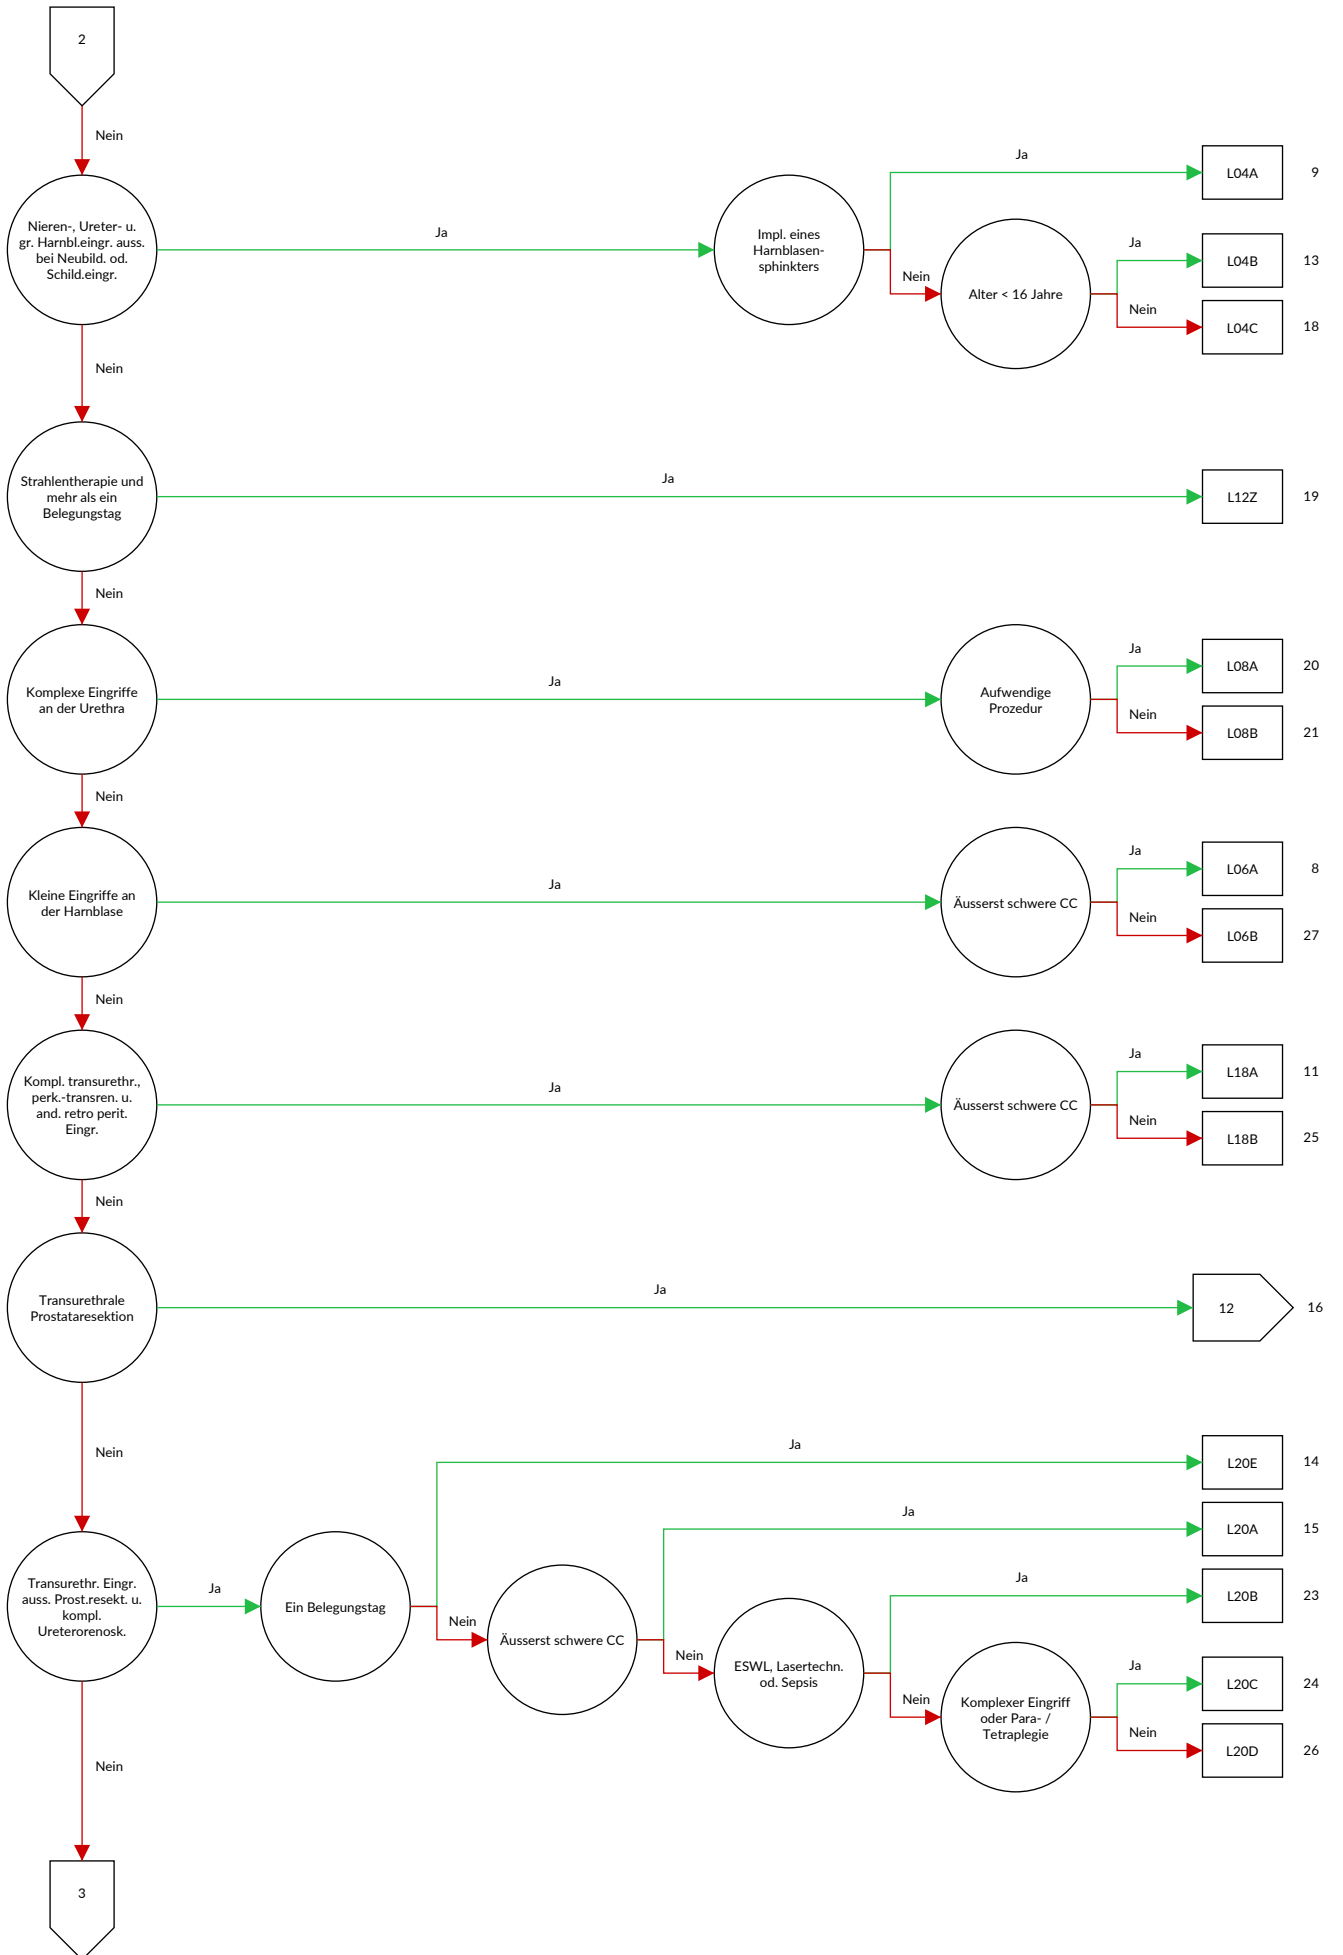 2
Nein
Nieren-, Ureter- u.
gr. Harnbl.eingr. auss.
bei Neubild. od.
Schild.eingr.
Ja
Impl. eines
Harnblasen-
sphinkters
Ja
L04A 9
Nein
Alter < 16 Jahre
Ja
L04B 13
Nein
L04C 18
Nein
Strahlentherapie und
mehr als ein
Belegungstag
Ja
L12Z 19
Nein
Komplexe Eingriffe
an der Urethra
Ja
Aufwendige
Prozedur
Ja
L08A 20
Nein
L08B 21
Nein
Kleine Eingriffe an
der Harnblase
Ja
Äusserst schwere CC
Ja
L06A 8
Nein
L06B 27
Nein
Kompl. transurethr.,
perk.-transren. u.
and. retro perit.
Eingr.
Ja
Äusserst schwere CC
Ja
L18A 11
Nein
L18B 25
Nein
Transurethrale
Prostataresektion
Ja
12 16
Nein
Transurethr. Eingr.
auss. Prost.resekt. u.
kompl.
Ureterorenosk.
Ja
Ein Belegungstag
Ja
L20E 14
Nein
Äusserst schwere CC
Ja
L20A 15
Nein
ESWL, Lasertechn.
od. Sepsis
Ja
L20B 23
Nein
Komplexer Eingriff
oder Para- /
Tetraplegie
Ja
L20C 24
Nein
L20D 26
Nein
3